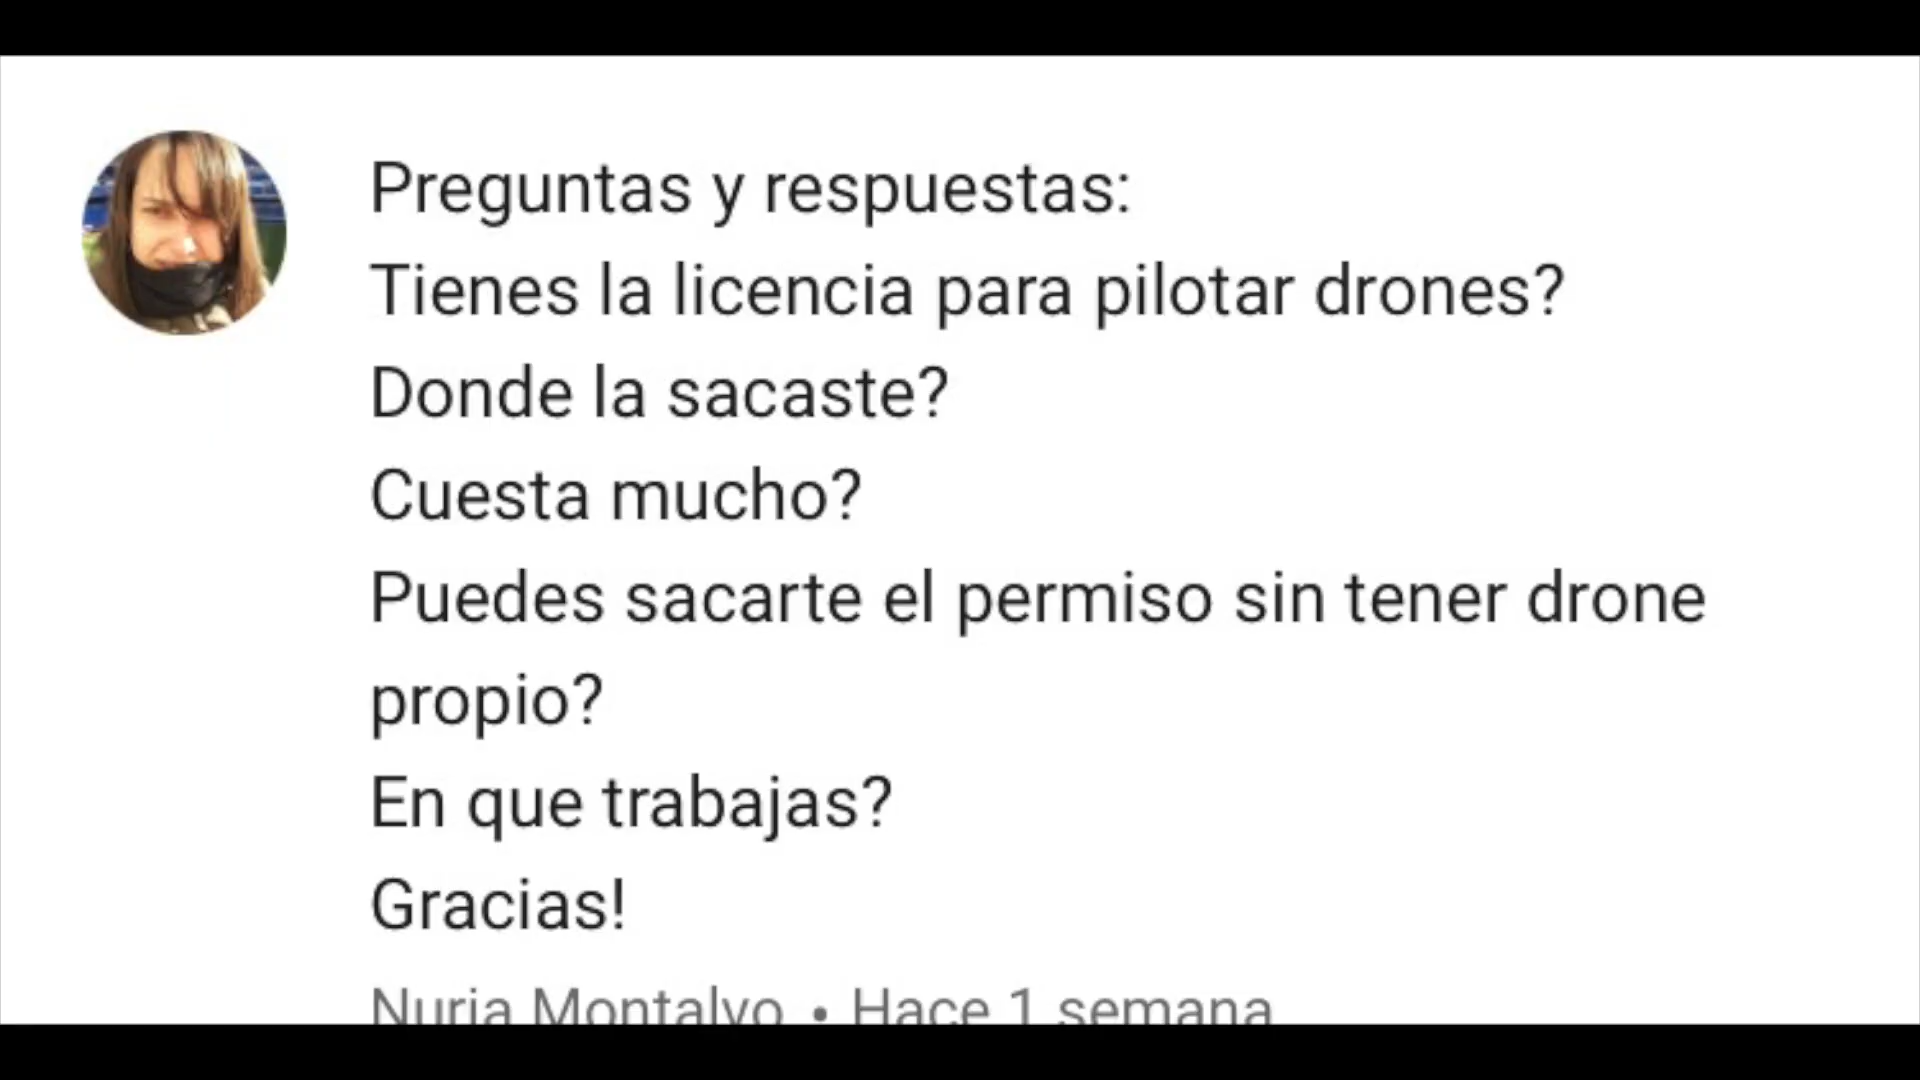 Preguntas y respuestas:
Tienes la licencia para pilotar drones?
Donde la sacaste?
Cuesta mucho?
Puedes sacarte el permiso sin tener drone
propio?
En que trabajas?
Gracias!
Nuria Montalvo • Hace 1 semana